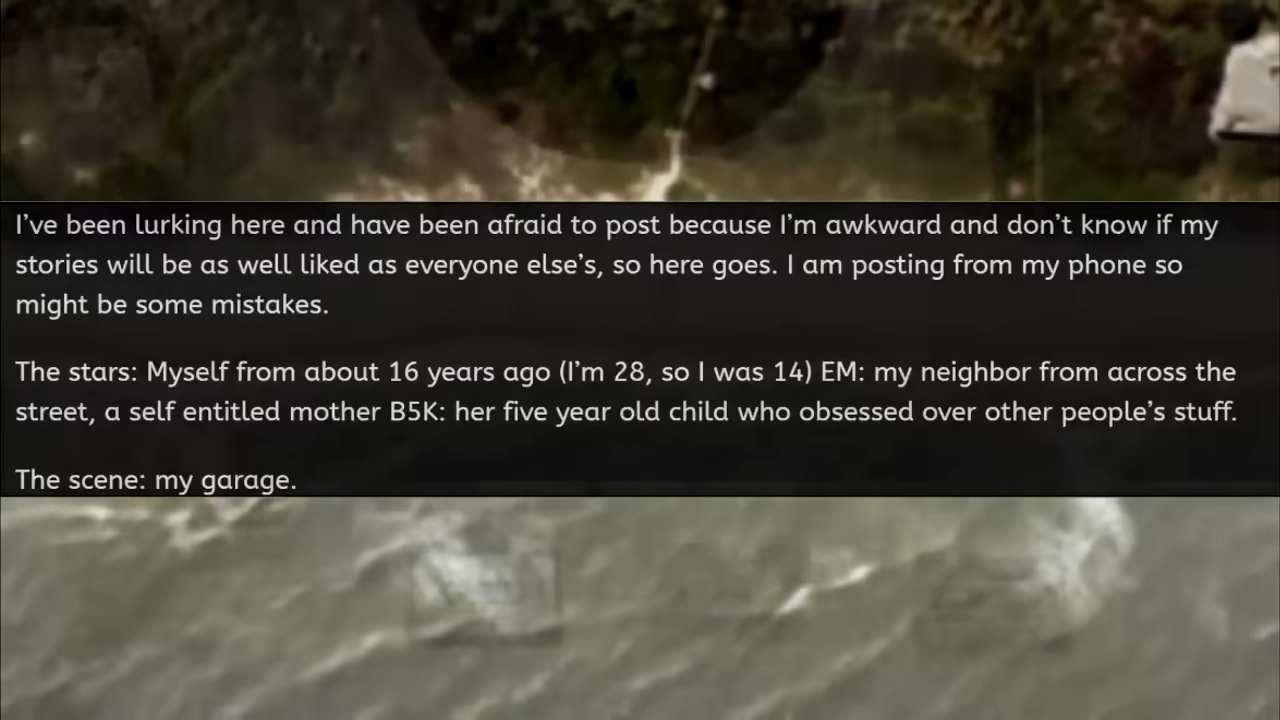 I’ve been lurking here and have been afraid to post because I’m awkward and don’t know if my
stories will be as well liked as everyone else’s, so here goes. I am posting from my phone so
might be some mistakes.
The stars: Myself from about 16 years ago (I’m 28, so I was 14) EM: my neighbor from across the
street, a self entitled mother B5K: her five year old child who obsessed over other people’s stuff.
The scene: my garage.